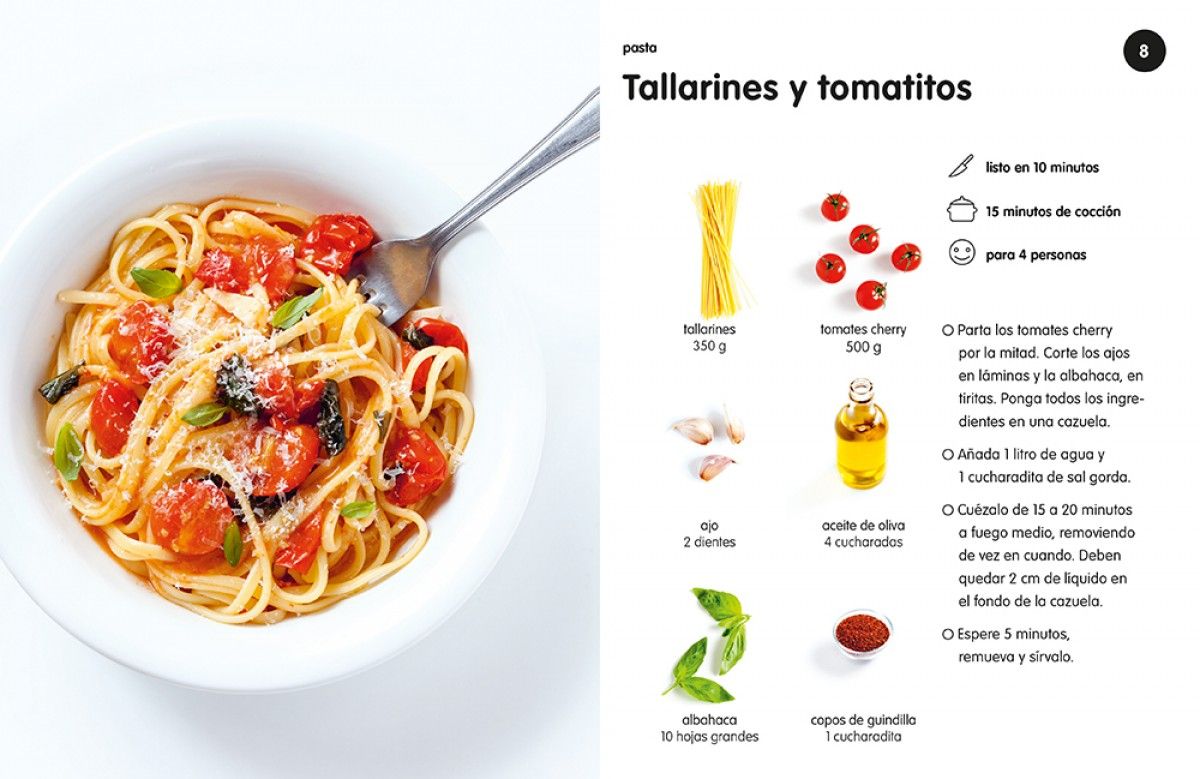 pasta
8
Tallarines y tomatitos
listo en 10 minutos
15 minutos de cocción
para 4 personas
tallarines
350 g
tomates cherry
500 g
ajo
2 dientes
aceite de oliva
4 cucharadas
albahaca
10 hojas grandes
copos de guindilla
1 cucharadita
Parta los tomates cherry
por la mitad. Corte los ajos
en láminas y la albahaca, en
tiritas. Ponga todos los ingre-
dientes en una cazuela.
Añada 1 litro de agua y
1 cucharadita de sal gorda.
Cuézalo de 15 a 20 minutos
a fuego medio, removiendo
de vez en cuando. Deben
quedar 2 cm de líquido en
el fondo de la cazuela.
Espere 5 minutos,
remueva y sírvalo.